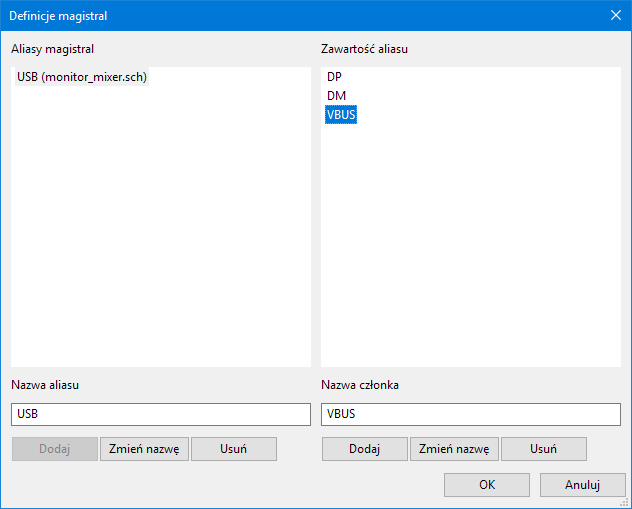 Definicje magistral
Aliasy magistral
Zawartość aliasu
USB (monitor_mixer.sch)
DP
DM
VBUS
Nazwa aliasu
Nazwa członka
USB
VBUS
Dodaj
Zmień nazwę
Usuń
Dodaj
Zmień nazwę
Usuń
OK
Anuluj